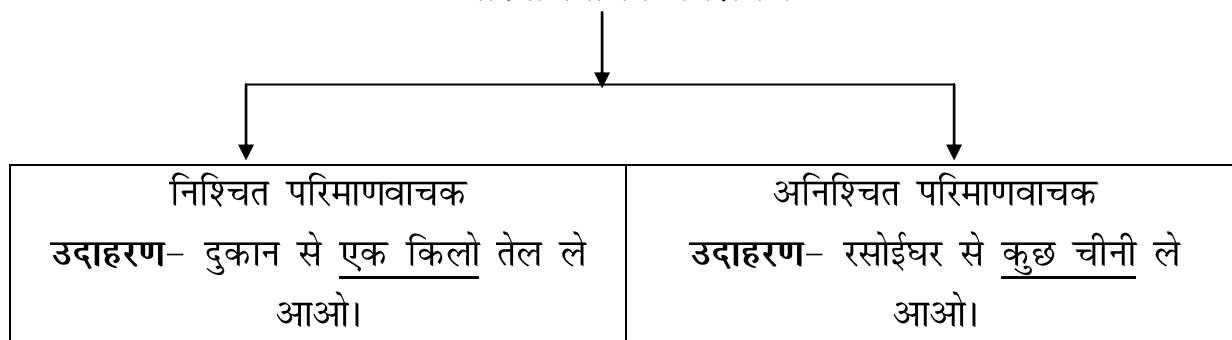 निश्चित परिमाणवाचक
उदाहरण– दुकान से एक किलो तेल ले
आओ।
अनिश्चित परिमाणवाचक
उदाहरण– रसोईघर से कुछ चीनी ले
आओ।